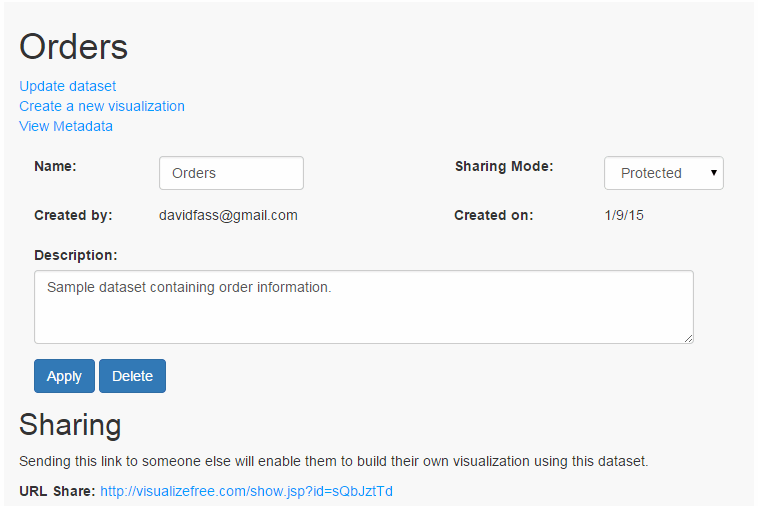 Orders
Update dataset
Create a new visualization
View Metadata
Name: Orders Sharing Mode: Protected
Created by: davidfass@gmail.com Created on: 1/9/15
Description:
Sample dataset containing order information.
Apply Delete
Sharing
Sending this link to someone else will enable them to build their own visualization using this dataset.
URL Share: http://visualizefree.com/show.jsp?id=sQbJztTd